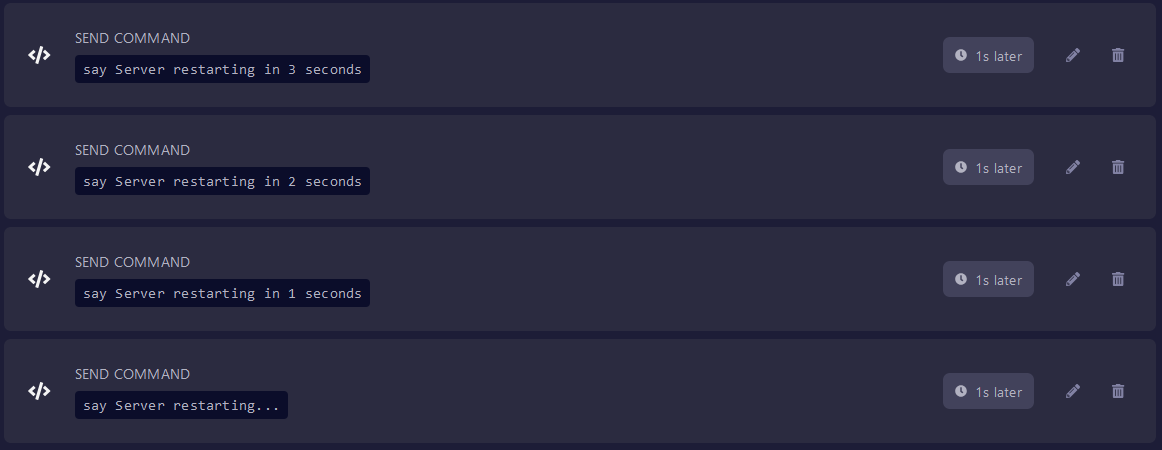 SEND COMMAND
say Server restarting in 3 seconds
1s later
SEND COMMAND
say Server restarting in 2 seconds
1s later
SEND COMMAND
say Server restarting in 1 seconds
1s later
SEND COMMAND
say Server restarting...
1s later